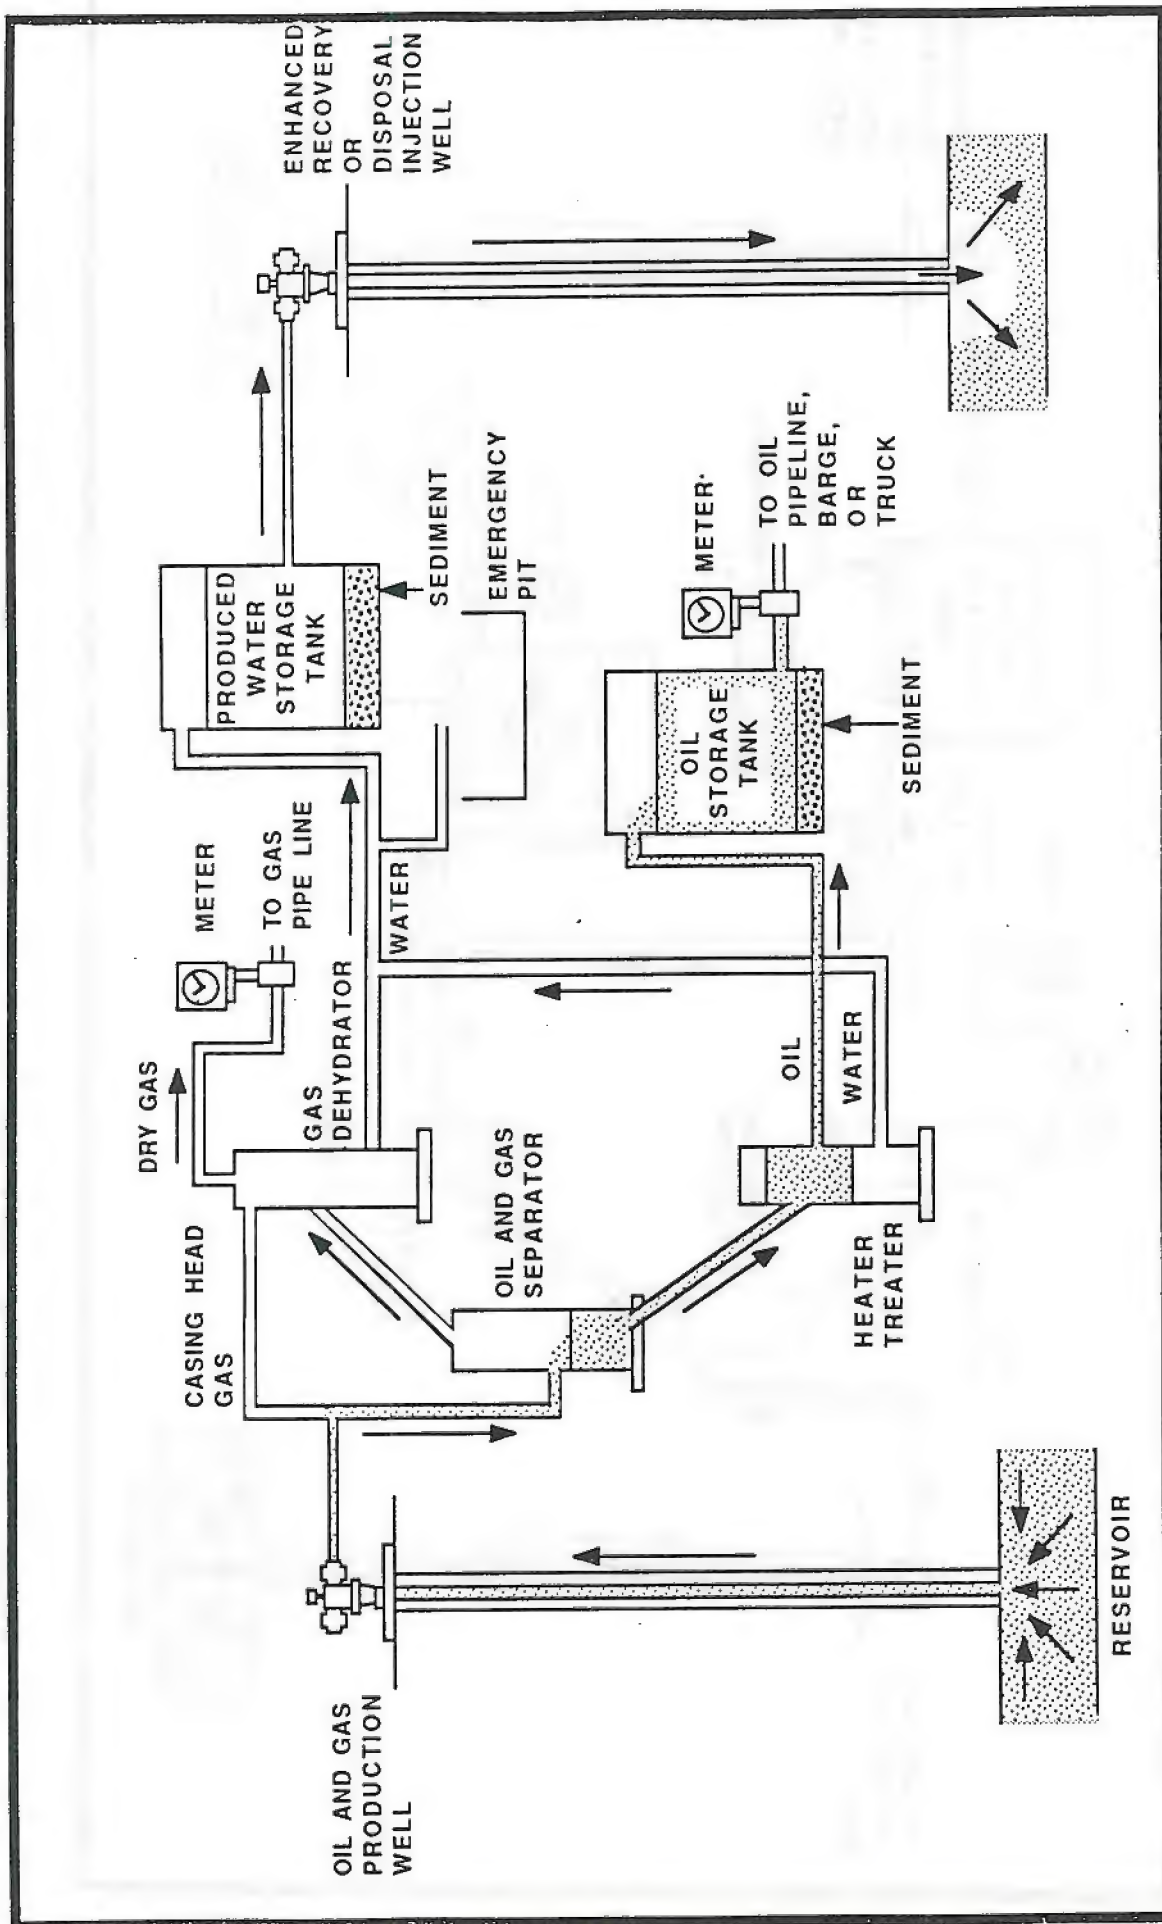 OIL AND GAS
PRODUCTION
WELL
RESERVOIR
CASING HEAD
GAS
DRY GAS
METER
TO GAS
PIPE LINE
GAS
DEHYDRATOR
OIL AND GAS
SEPARATOR
HEATER
TREATER
OIL
WATER
WATER
PRODUCED
WATER
STORAGE
TANK
SEDIMENT
EMERGENCY
PIT
OIL
STORAGE
TANK
SEDIMENT
METER
TO OIL
PIPELINE,
BARGE,
OR
TRUCK
ENHANCED
RECOVERY
OR
DISPOSAL
INJECTION
WELL